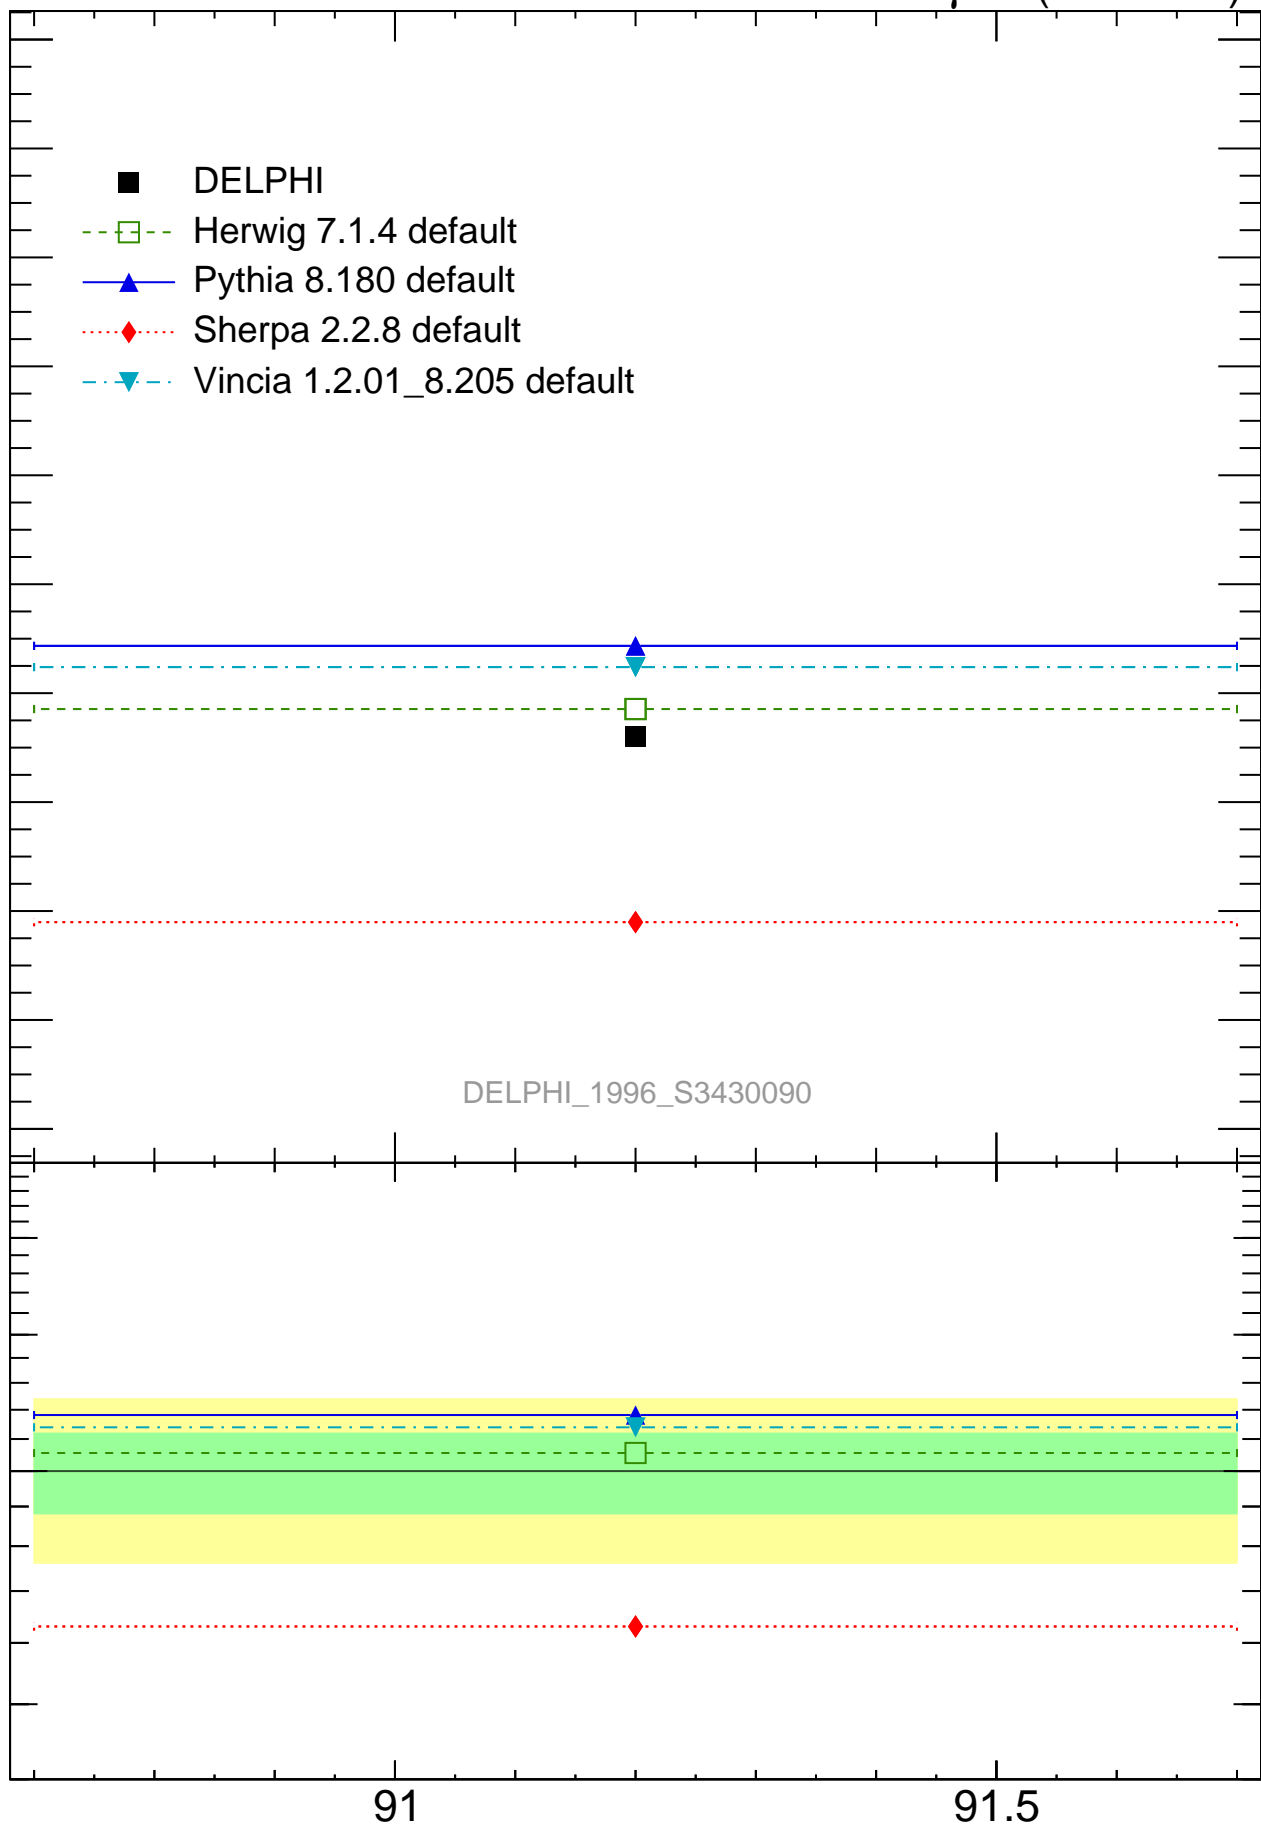 DELPHI
Herwig 7.1.4 default
Pythia 8.180 default
Sherpa 2.2.8 default
Vincia 1.2.01_8.205 default
DELPHI_1996_S3430090
91
91.5